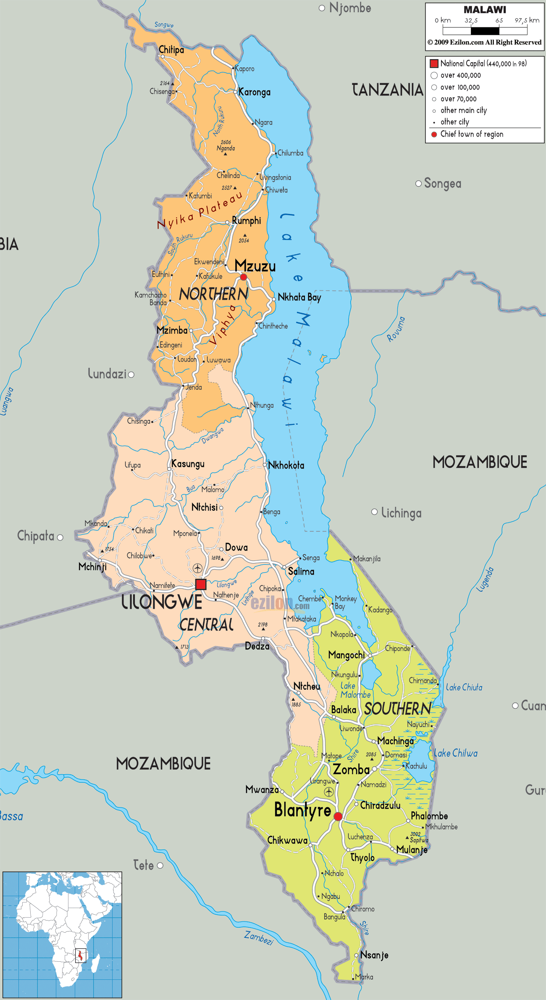 Njombe
MALAWI
0 km 32,5 65 97,5 km
© 2009 Ezilon.com All Right Reserved
National Capital (440,000 In 98)
over 400,000
over 100,000
over 70,000
other main city
other city
Chief town of region
Songwe
Chitipa
Kaporo
2164
Chisenga
Karonga
TANZANIA
North Rukuru
Ngara
2606
Nganda
Chilumba
Chelinda
Livingstonia
Songea
2527
Chiweta
Katumbi
Nyika Plateau
Rumphi
2054
South Rukuru
BIA
Lake Malawi
Ekwendeni
Mzuzu
Euthini
Kafukule
NORTHERN
Kamchacho
Banda
Nkhata Bay
Viphya
Chintheche
Rovuma
Mzimba
Edingeni
Loudon
Luwawa
Lundazi
Jenda
Luangwa
Nthunga
Chisinga
Dwangwa
Lifupa
Kasungu
Nkhokota
MOZAMBIQUE
Bua
Malomo
Ntchisi
Benga
Lichinga
Mkanda
Chikati
Mponela
Chipata
1754
Dowa
Chilobwe
1698
Senga
Makanjila
Mchinji
Salima
Namitete
Lilongwe
Chipoka
Lugenda
LILONGWE
Nathenje
Linthipe
ezilon.com
Chembe
Monkey
Bay
Kadango
CENTRAL
2198
Mtakataka
Nkopola
1713
Dedza
Chiponde
Mangochi
Nkungulu
Chimanda
Ntcheu
Lake
Malombe
Lake Chiuta
1885
Balaka
SOUTHERN
Cuam
Liwonde
Nayuchi
Machinga
Matope
Shire
2085
Domasi
Lake Chilwa
MOZAMBIQUE
Zomba
Kachulu
Lirangwe
Namadzi
Mwanza
Guru
Blantyre
Chiradzulu
Bassa
Phalombe
Mkhulambe
Chikwawa
Luchenza
3002
Sapitwa
Mulanje
Thyolo
Tete
Nchalo
Ngabu
Chiromo
Bangula
Shire
Zambezi
Nsanje
Marka